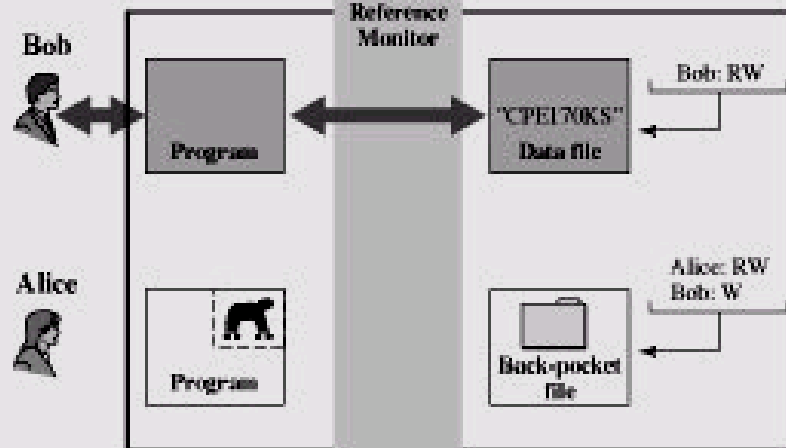 Reference
Monitor
Bob
Program
"CPE170KS"
Data file
Bob: RW
Alice
Program
Back-pocket
file
Alice: RW
Bob: W